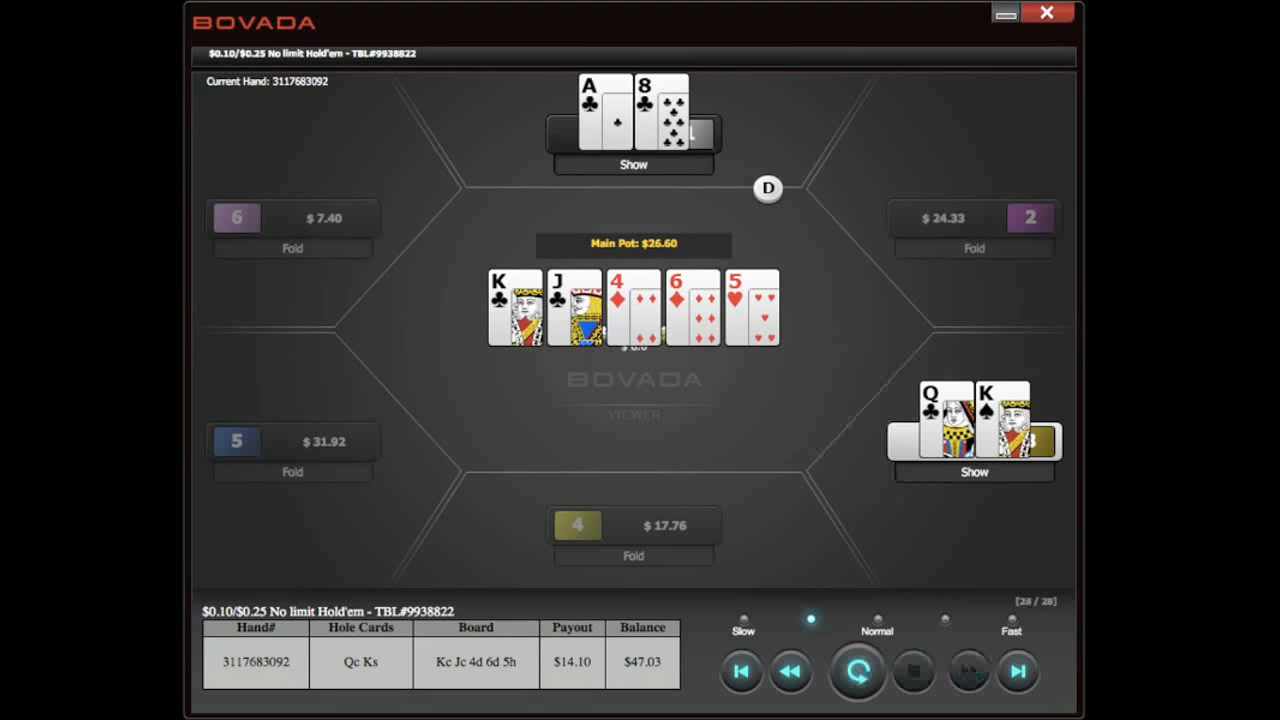 BOVADA
$0.10/$0.25 No limit Hold'em - TBL#9938822
Current Hand: 3117683092
A 8
Show
D
6 $ 7.40
Fold
$ 24.33 2
Fold
Main Pot: $26.60
K J 4 6 5
BOVADA
VIEWER
Q K
Show
5 $ 31.92
Fold
4 $ 17.76
Fold
[23 / 28]
$0.10/$0.25 No limit Hold'em - TBL#9938822
Slow Normal Fast
Hand# Hole Cards Board Payout Balance
3117683092 Qc Ks Kc Jc 4d 6d 5h $14.10 $47.03